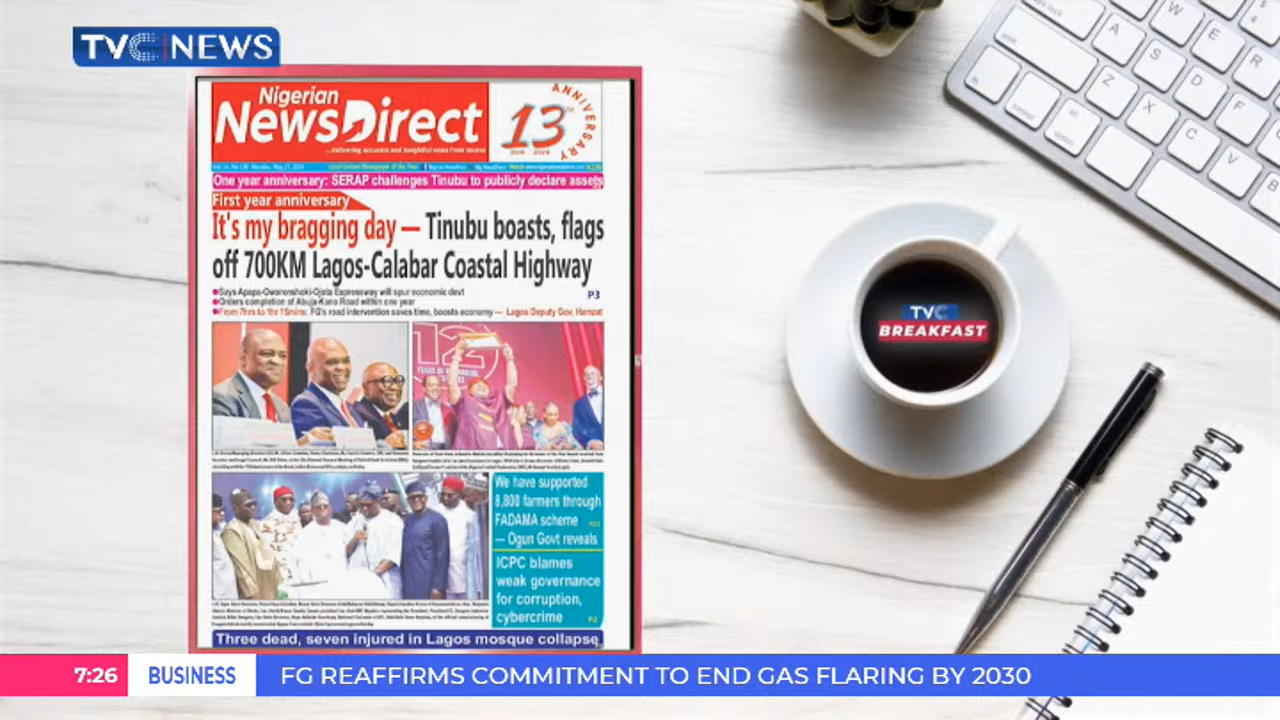 TVC NEWS
Nigerian
NewsDirect
...delivering accurate and insightful news from source
13
ANNIVERSARY
One year anniversary: SERAP challenges Tinubu to publicly declare assets
First year anniversary
It's my bragging day — Tinubu boasts, flags
off 700KM Lagos-Calabar Coastal Highway
Says Apapa-Oworonshoki-Ojota Expressway will spur economic devt
P3
Orders completion of Abuja-Kano Road within one year
From 7hrs to 1hr 15mins: FG's road intervention saves time, boosts economy — Lagos Deputy Gov, Hamzat
12
We have supported
8,800 farmers through
FADAMA scheme
— Ogun Govt reveals
ICPC blames
weak governance
for corruption,
cybercrime
P2
Three dead, seven injured in Lagos mosque collapse
TVC
BREAKFAST
W
E
R
A
S
D
F
Z
X
C
V
B
7:26
BUSINESS
FG REAFFIRMS COMMITMENT TO END GAS FLARING BY 2030